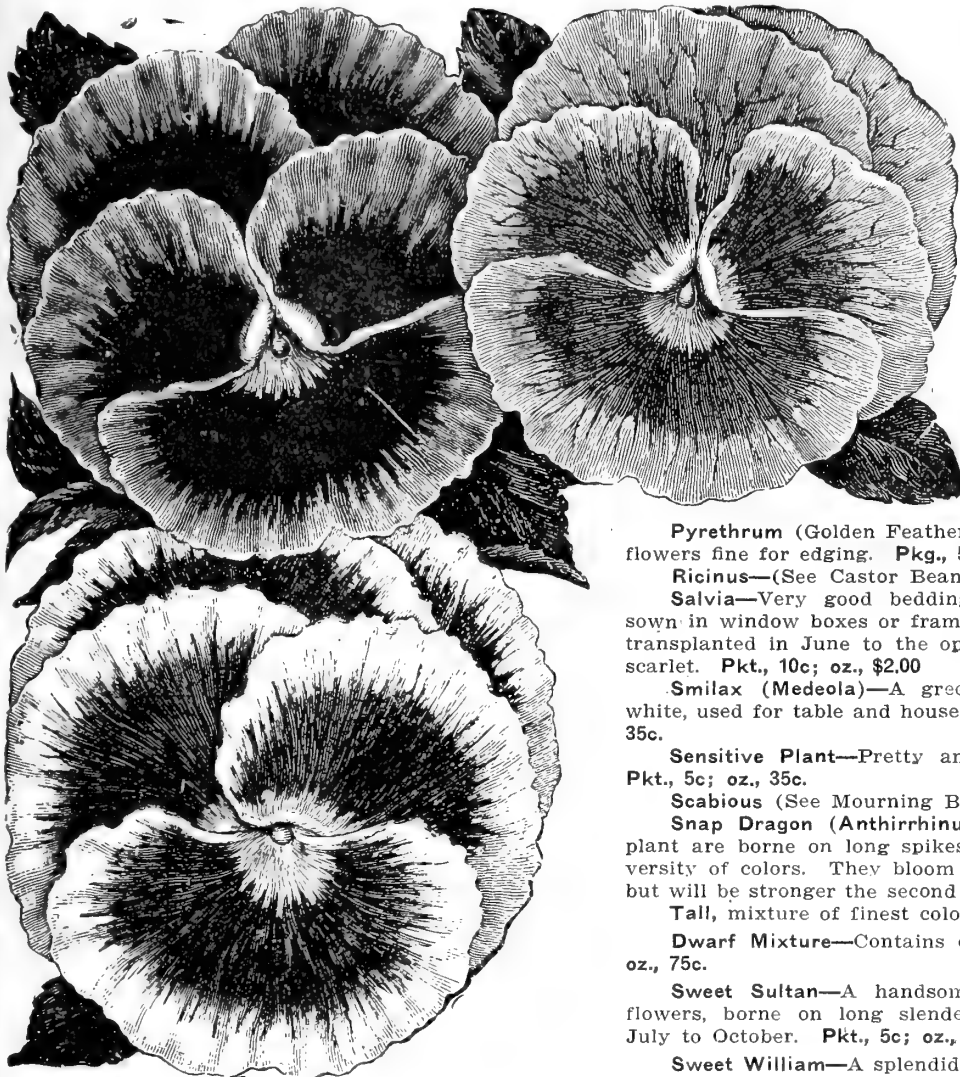 Pyrethrum (Golden Feather
flowers fine for edging. Pkg., 5
Ricinus—(See Castor Bean
Salvia—Very good bedding
sown in window boxes or fram
transplanted in June to the op
scarlet. Pkt., 10c; oz., $2.00
Smilax (Medeola)—A gree
white, used for table and house
35c.
Sensitive Plant—Pretty an
Pkt., 5c; oz., 35c.
Scabious (See Mourning B
Snap Dragon (Anthirrhinu
plant are borne on long spikes
versity of colors. They bloom
but will be stronger the second
Tall, mixture of finest colo
Dwarf Mixture—Contains
oz., 75c.
Sweet Sultan—A handsom
flowers, borne on long slende
July to October. Pkt., 5c; oz.,
Sweet William—A splendid